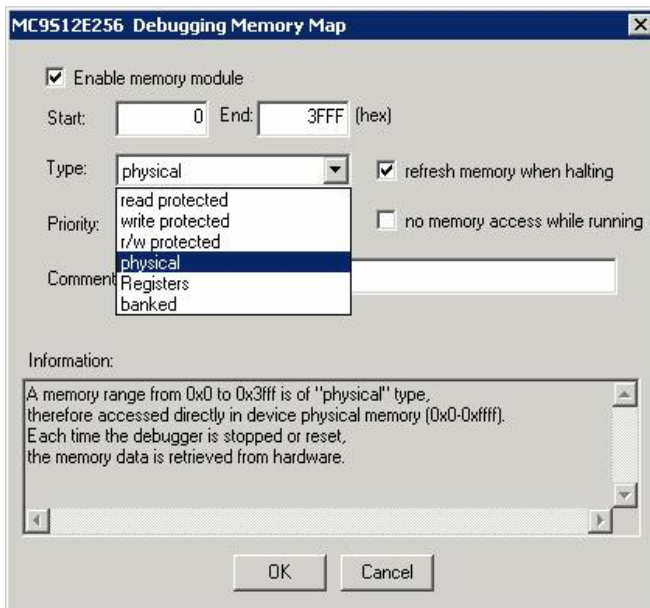 MC9S12E256 Debugging Memory Map
Enable memory module
Start: 0 End: 3FFF (hex)
Type: physical refresh memory when halting
read protected
write protected
Priority: no memory access while running
r/w protected
physical
Comment
Registers
banked
Information:
A memory range from 0x0 to 0x3fff is of "physical" type,
therefore accessed directly in device physical memory (0x0-0xffff).
Each time the debugger is stopped or reset,
the memory data is retrieved from hardware.
OK Cancel